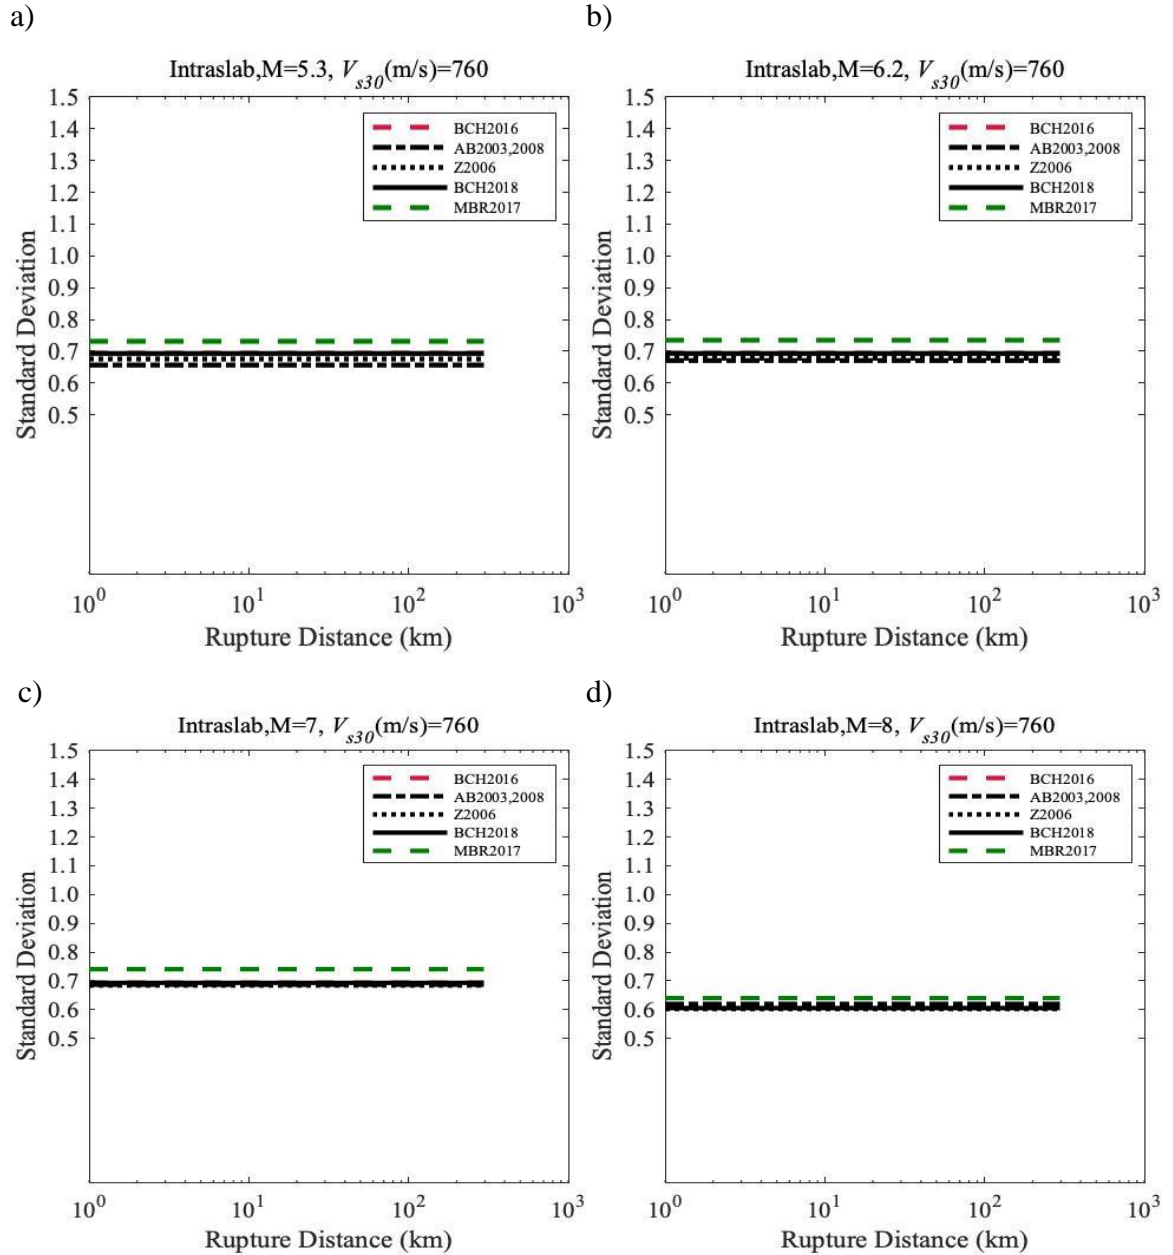 a)
Intraslab,M=5.3, Vs30(m/s)=760
1.5
1.4
1.3
1.2
1.1
1.0
0.9
0.8
0.7
0.6
0.5
Standard Deviation
BCH2016
AB2003,2008
Z2006
BCH2018
MBR2017
10^0 10^1 10^2 10^3
Rupture Distance (km)
b)
Intraslab,M=6.2, Vs30(m/s)=760
1.5
1.4
1.3
1.2
1.1
1.0
0.9
0.8
0.7
0.6
0.5
Standard Deviation
BCH2016
AB2003,2008
Z2006
BCH2018
MBR2017
10^0 10^1 10^2 10^3
Rupture Distance (km)
c)
Intraslab,M=7, Vs30(m/s)=760
1.5
1.4
1.3
1.2
1.1
1.0
0.9
0.8
0.7
0.6
0.5
Standard Deviation
BCH2016
AB2003,2008
Z2006
BCH2018
MBR2017
10^0 10^1 10^2 10^3
Rupture Distance (km)
d)
Intraslab,M=8, Vs30(m/s)=760
1.5
1.4
1.3
1.2
1.1
1.0
0.9
0.8
0.7
0.6
0.5
Standard Deviation
BCH2016
AB2003,2008
Z2006
BCH2018
MBR2017
10^0 10^1 10^2 10^3
Rupture Distance (km)